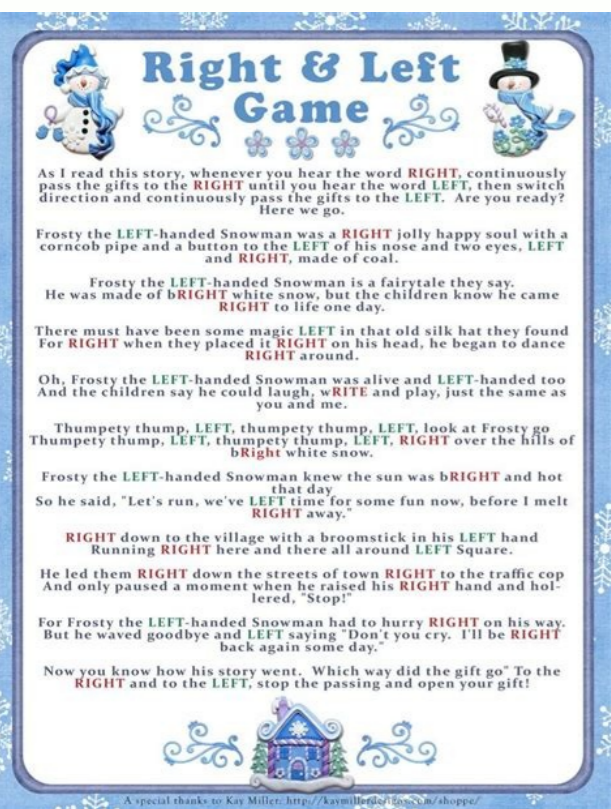 Right & Left
Game
As I read this story, whenever you hear the word RIGHT, continuously
pass the gifts to the RIGHT until you hear the word LEFT, then switch
direction and continuously pass the gifts to the LEFT. Are you ready?
Here we go.
Frosty the LEFT-handed Snowman was a RIGHT jolly happy soul with a
corncob pipe and a button to the LEFT of his nose and two eyes, LEFT
and RIGHT, made of coal.
Frosty the LEFT-handed Snowman is a fairytale they say.
He was made of bRIGHT white snow, but the children know he came
RIGHT to life one day.
There must have been some magic LEFT in that old silk hat they found
For RIGHT when they placed it RIGHT on his head, he began to dance
RIGHT around.
Oh, Frosty the LEFT-handed Snowman was alive and LEFT-handed too
And the children say he could laugh, wRITE and play, just the same as
you and me.
Thumpety thump, LEFT, thumpety thump, LEFT, look at Frosty go
Thumpety thump, LEFT, thumpety thump, LEFT, RIGHT over the hills of
bRight white snow.
Frosty the LEFT-handed Snowman knew the sun was bRIGHT and hot
that day
So he said, "Let's run, we've LEFT time for some fun now, before I melt
RIGHT away."
RIGHT down to the village with a broomstick in his LEFT hand
Running RIGHT here and there all around LEFT Square.
He led them RIGHT down the streets of town RIGHT to the traffic cop
And only paused a moment when he raised his RIGHT hand and hol-
lered, "Stop!"
For Frosty the LEFT-handed Snowman had to hurry RIGHT on his way.
But he waved goodbye and LEFT saying "Don't you cry. I'll be RIGHT
back again some day."
Now you know how his story went. Which way did the gift go" To the
RIGHT and to the LEFT, stop the passing and open your gift!
A special thanks to Kay Miller: http://kaymillerdesigns.com/shoppe/